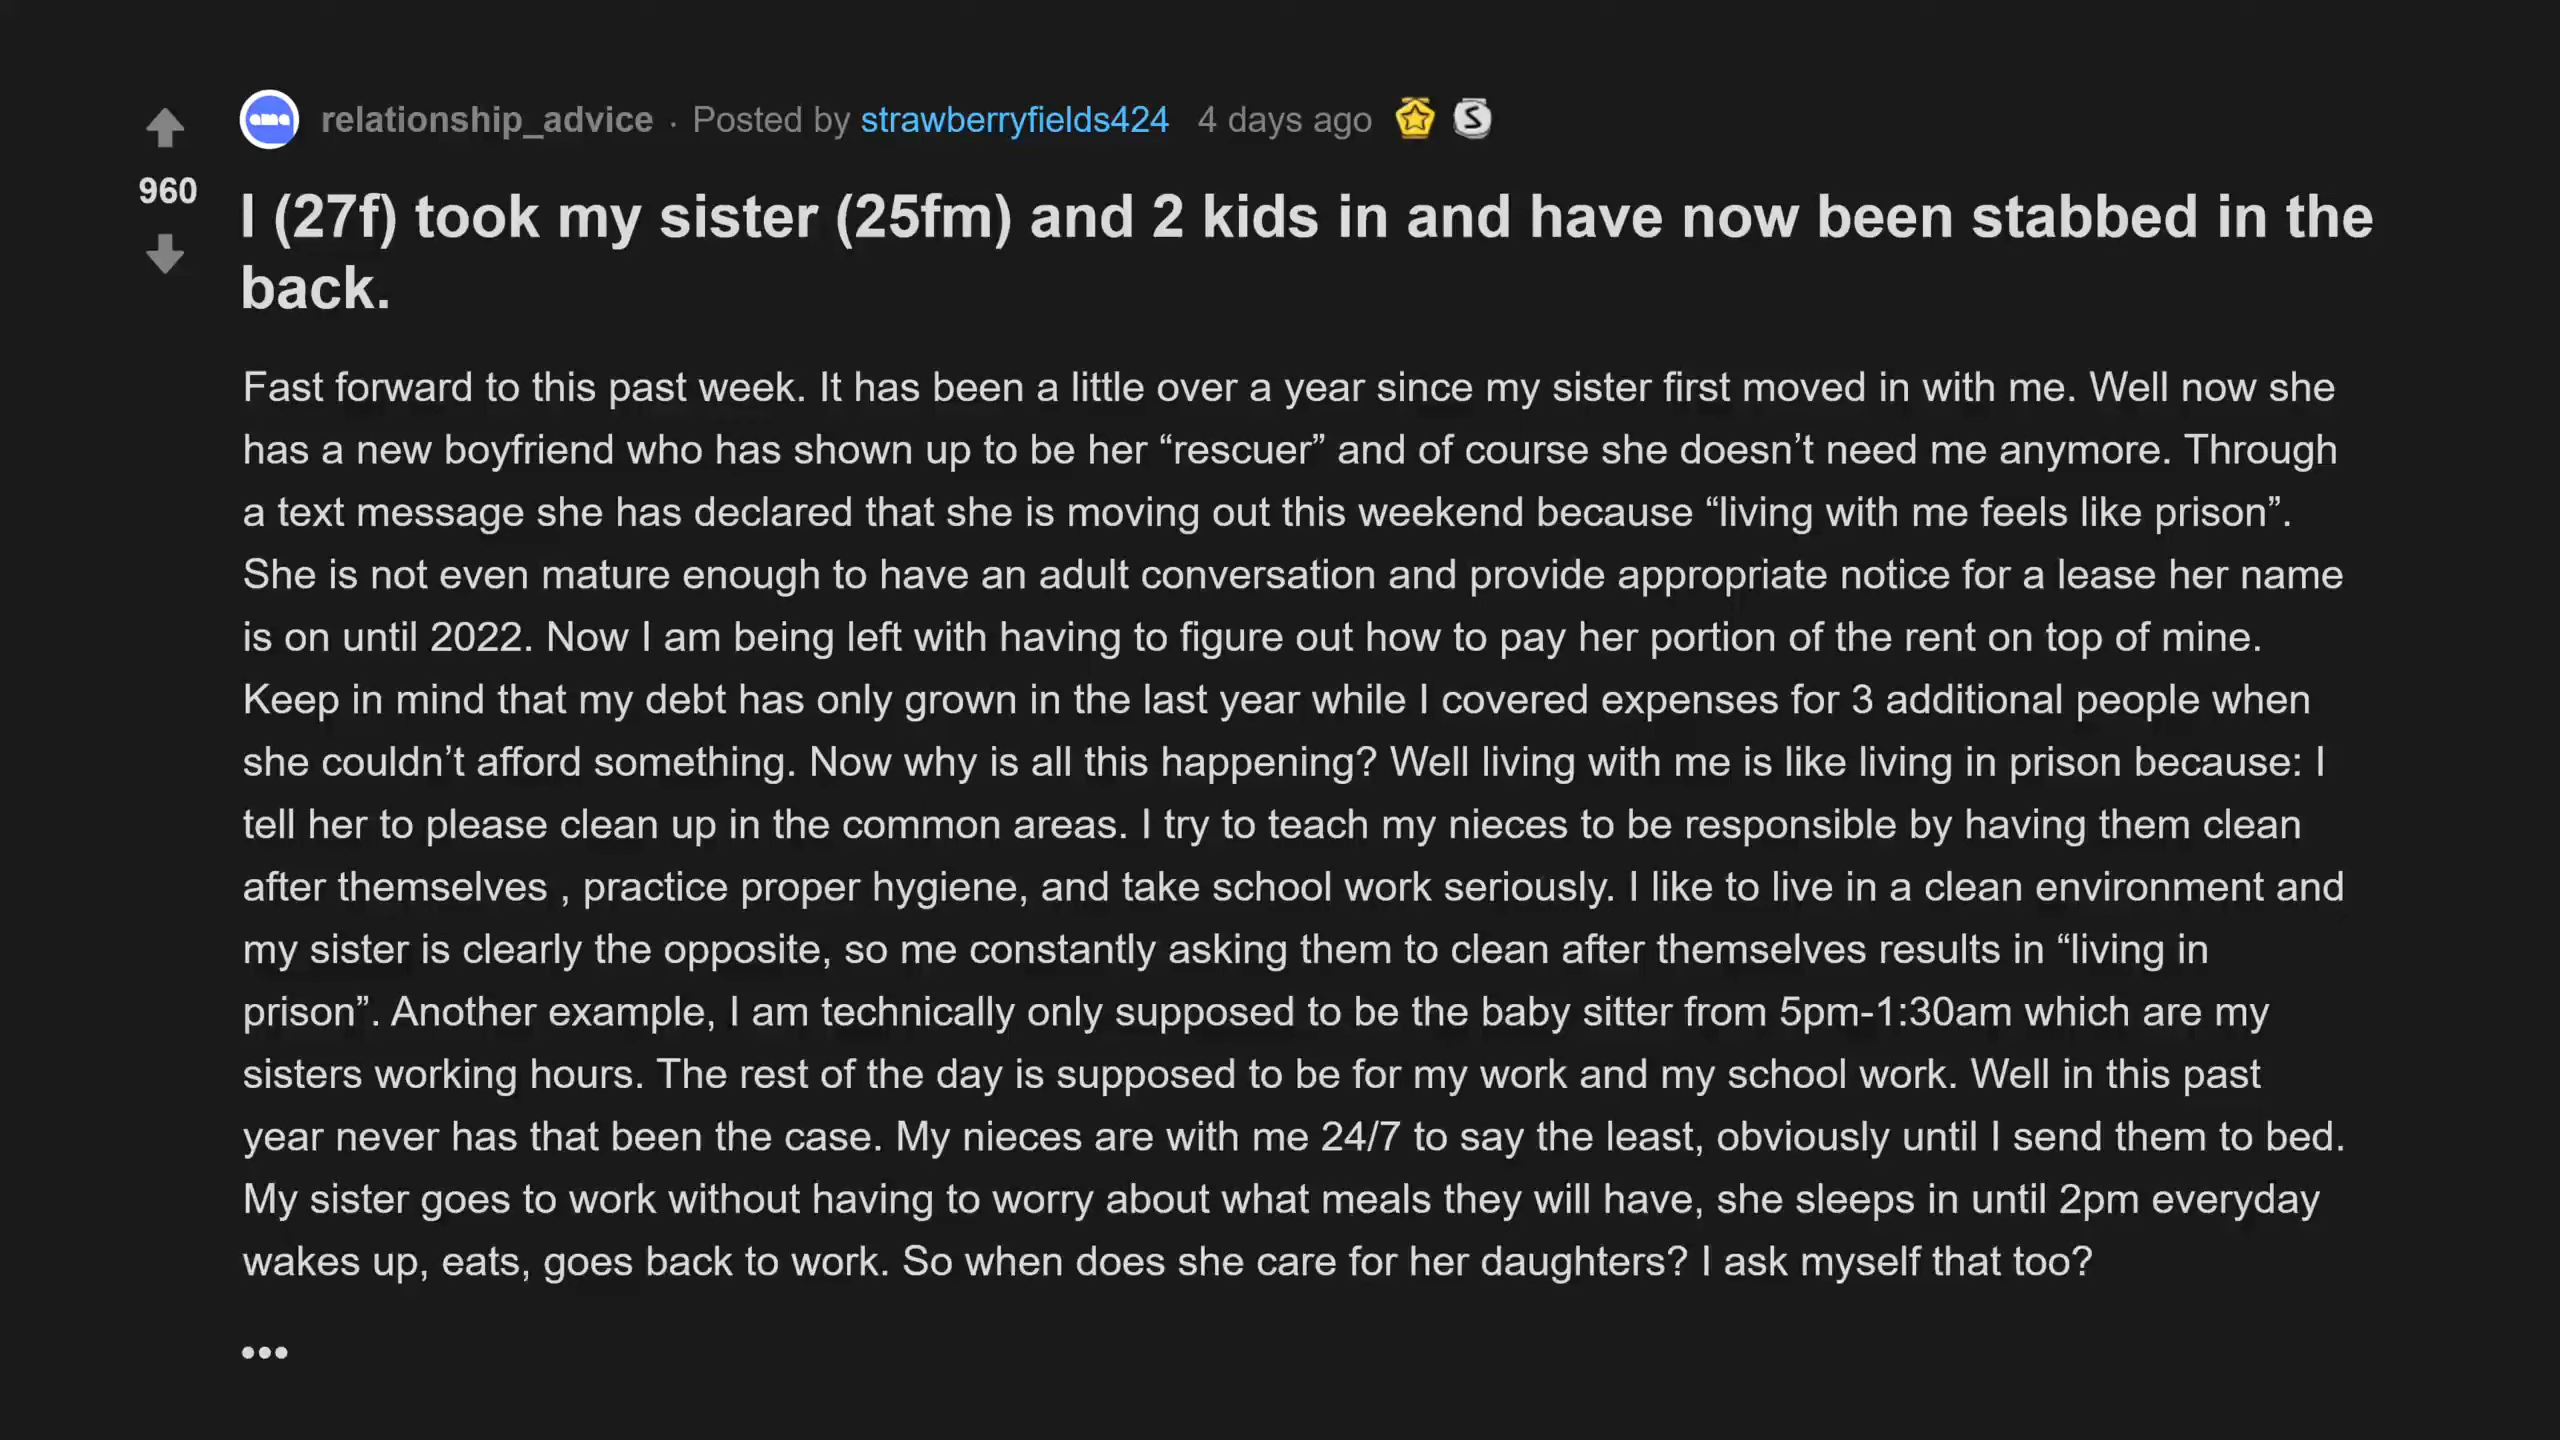 ama relationship_advice · Posted by strawberryfields424 4 days ago S
960
I (27f) took my sister (25fm) and 2 kids in and have now been stabbed in the
back.
Fast forward to this past week. It has been a little over a year since my sister first moved in with me. Well now she
has a new boyfriend who has shown up to be her “rescuer” and of course she doesn’t need me anymore. Through
a text message she has declared that she is moving out this weekend because “living with me feels like prison”.
She is not even mature enough to have an adult conversation and provide appropriate notice for a lease her name
is on until 2022. Now I am being left with having to figure out how to pay her portion of the rent on top of mine.
Keep in mind that my debt has only grown in the last year while I covered expenses for 3 additional people when
she couldn’t afford something. Now why is all this happening? Well living with me is like living in prison because: I
tell her to please clean up in the common areas. I try to teach my nieces to be responsible by having them clean
after themselves , practice proper hygiene, and take school work seriously. I like to live in a clean environment and
my sister is clearly the opposite, so me constantly asking them to clean after themselves results in “living in
prison”. Another example, I am technically only supposed to be the baby sitter from 5pm-1:30am which are my
sisters working hours. The rest of the day is supposed to be for my work and my school work. Well in this past
year never has that been the case. My nieces are with me 24/7 to say the least, obviously until I send them to bed.
My sister goes to work without having to worry about what meals they will have, she sleeps in until 2pm everyday
wakes up, eats, goes back to work. So when does she care for her daughters? I ask myself that too?
•••